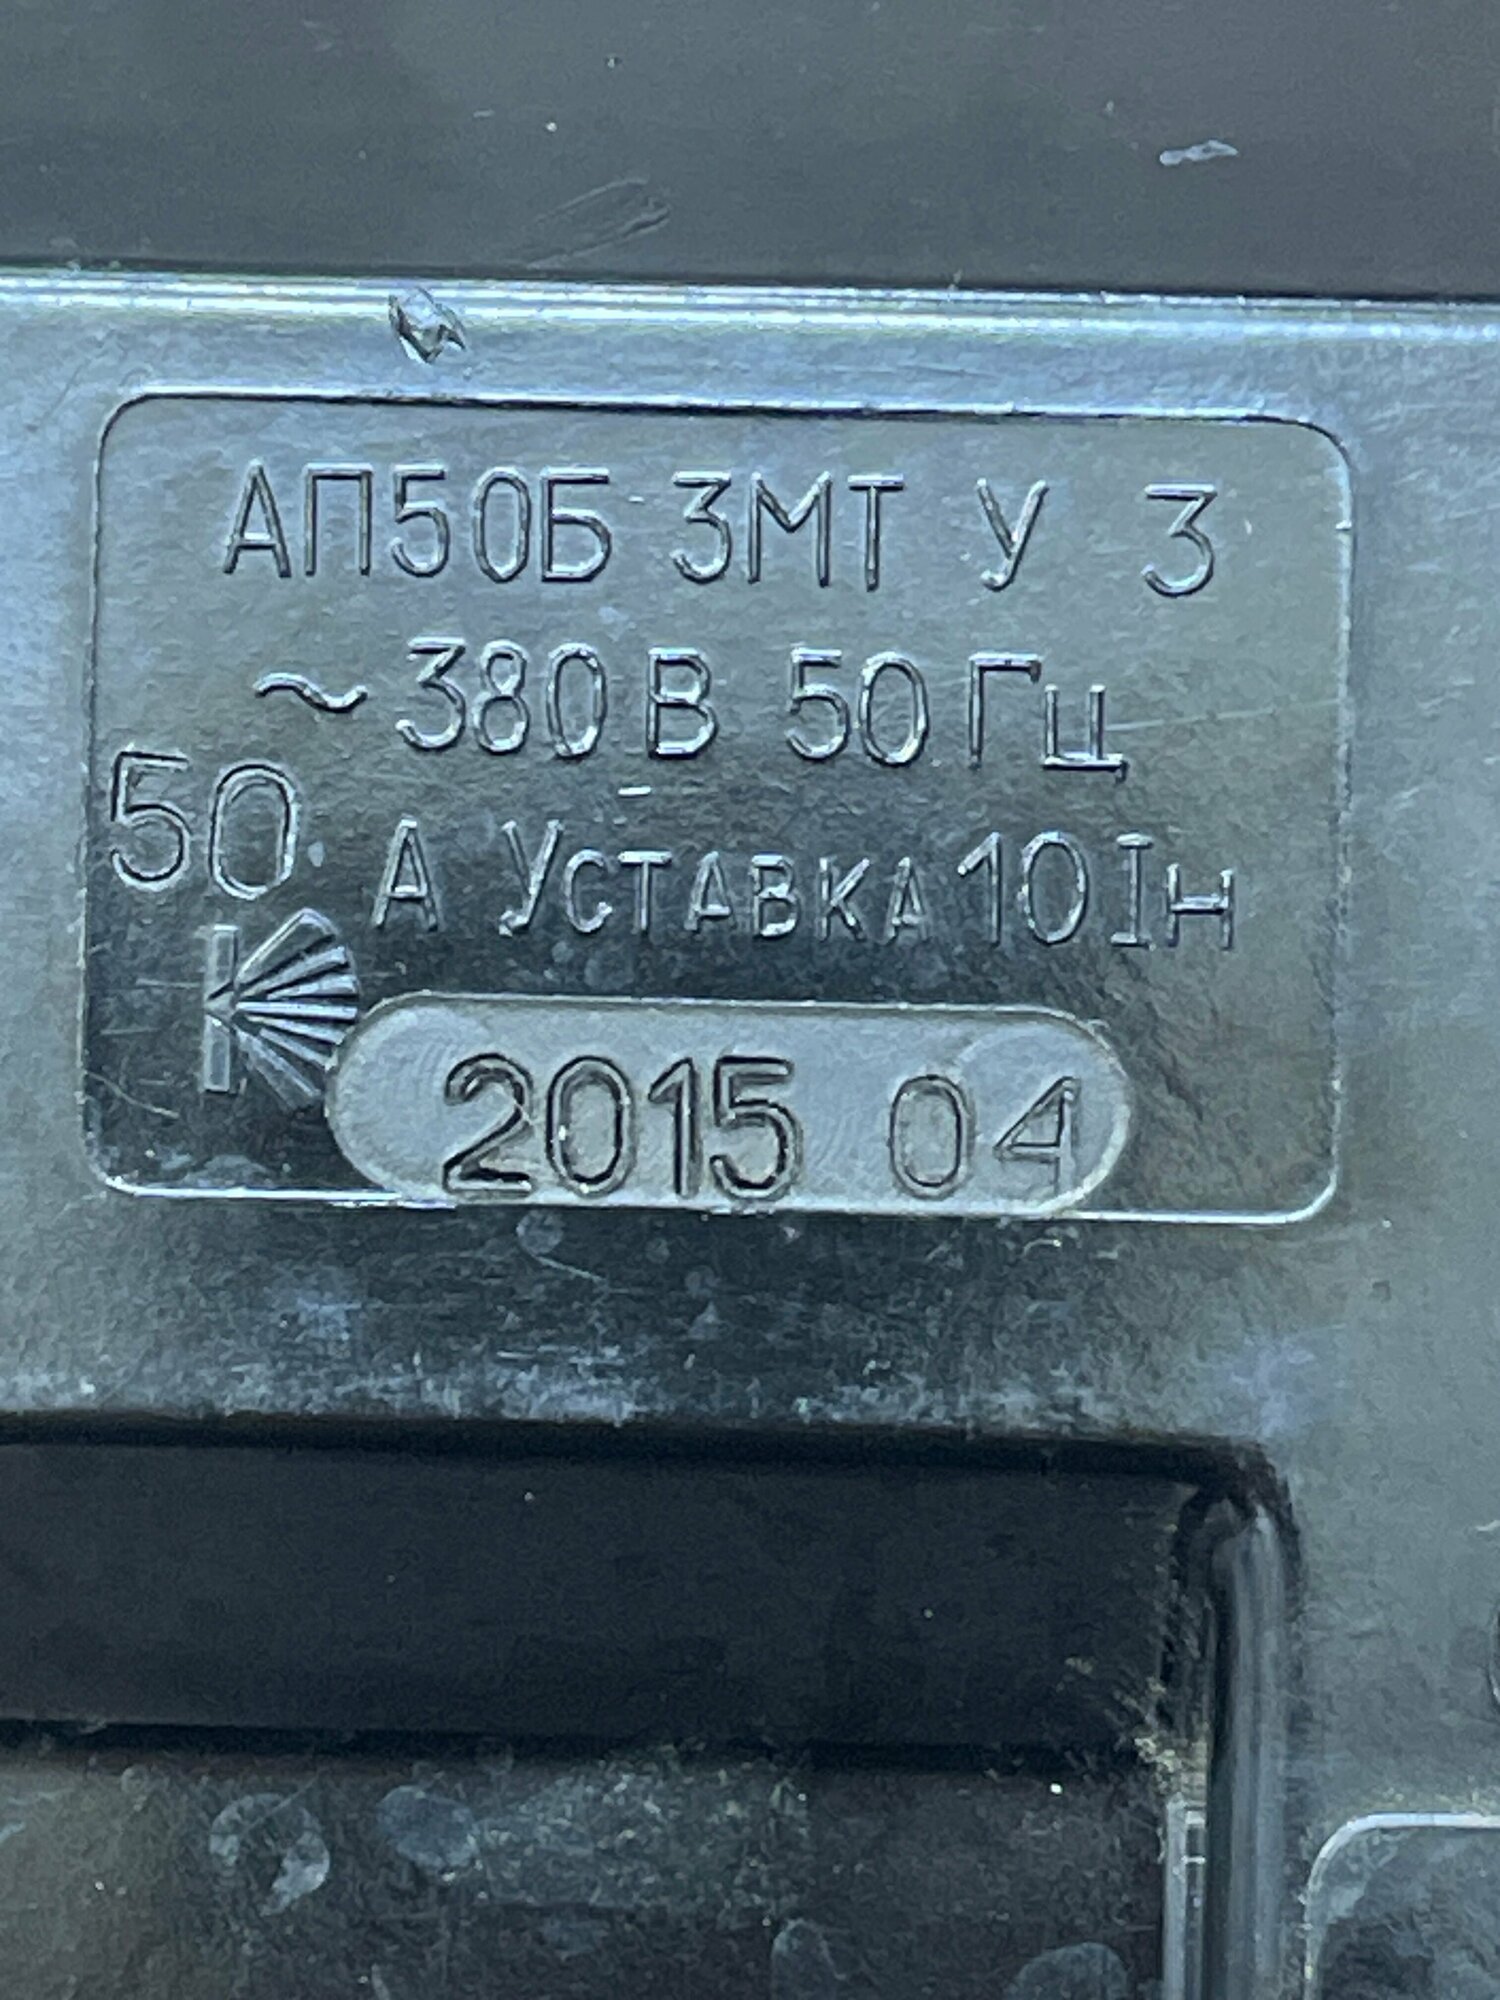 АП50Б 3МТ У 3
~380 В 50 Гц
50 А Уставка 10 Iн
2015 04